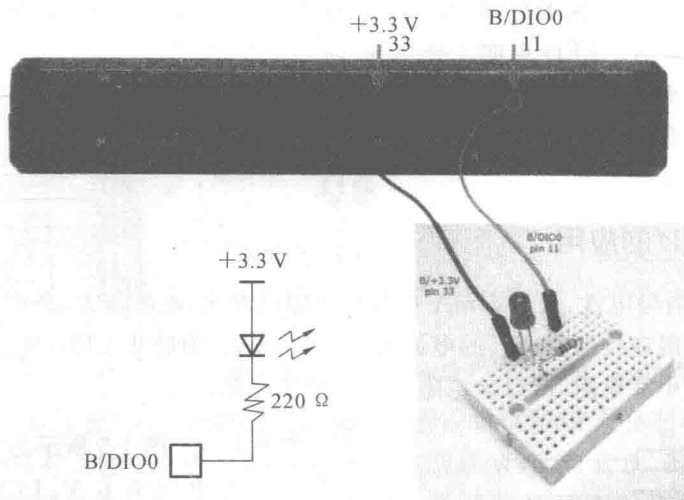 +3.3 V
33
B/DIO0
11
B/DIO0
pin 11
B/+3.3V
pin 33
+3.3 V
220 Ω
B/DIO0